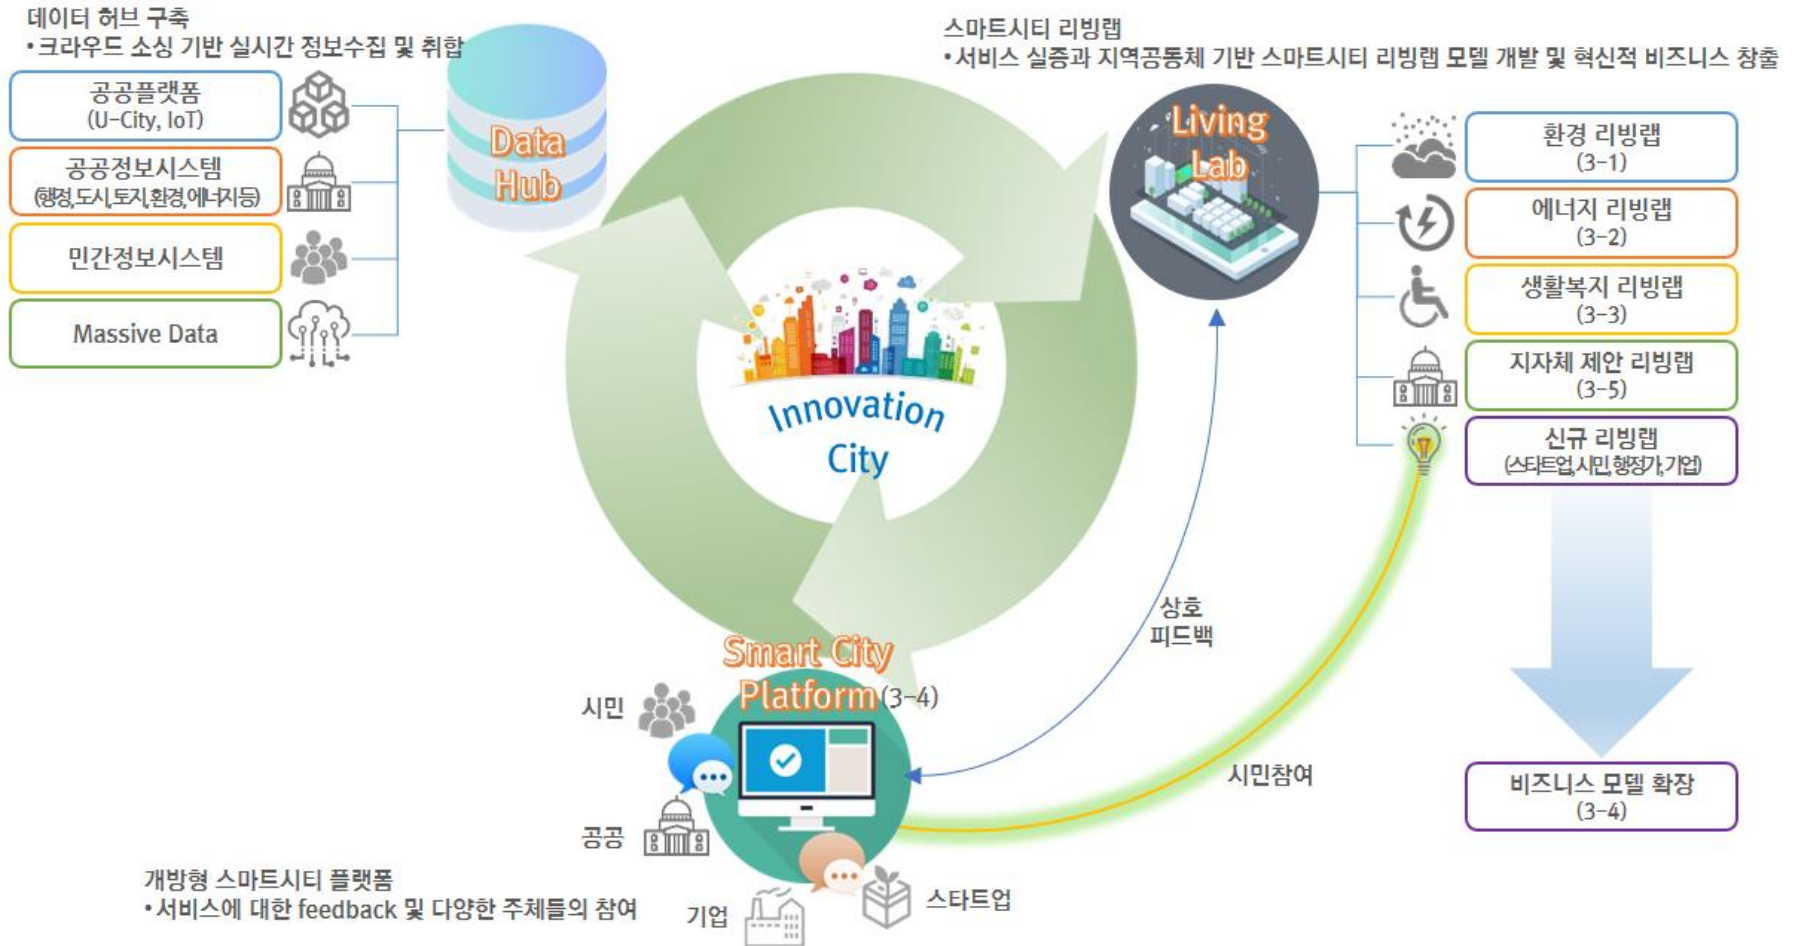 데이터 허브 구축
•크라우드 소싱 기반 실시간 정보수집 및 취합
공공플랫폼
(U-City, IoT)
공공정보시스템
(행정,도시,토지,환경,에너지등)
민간정보시스템
Massive Data
Data
Hub
스마트시티 리빙랩
•서비스 실증과 지역공동체 기반 스마트시티 리빙랩 모델 개발 및 혁신적 비즈니스 창출
Living
Lab
환경 리빙랩
(3-1)
에너지 리빙랩
(3-2)
생활복지 리빙랩
(3-3)
지자체 제안 리빙랩
(3-5)
신규 리빙랩
(스타트업,시민,행정가,기업)
Innovation
City
상호
피드백
시민참여
비즈니스 모델 확장
(3-4)
Smart City
Platform(3-4)
시민
공공
기업
스타트업
개방형 스마트시티 플랫폼
•서비스에 대한 feedback 및 다양한 주체들의 참여